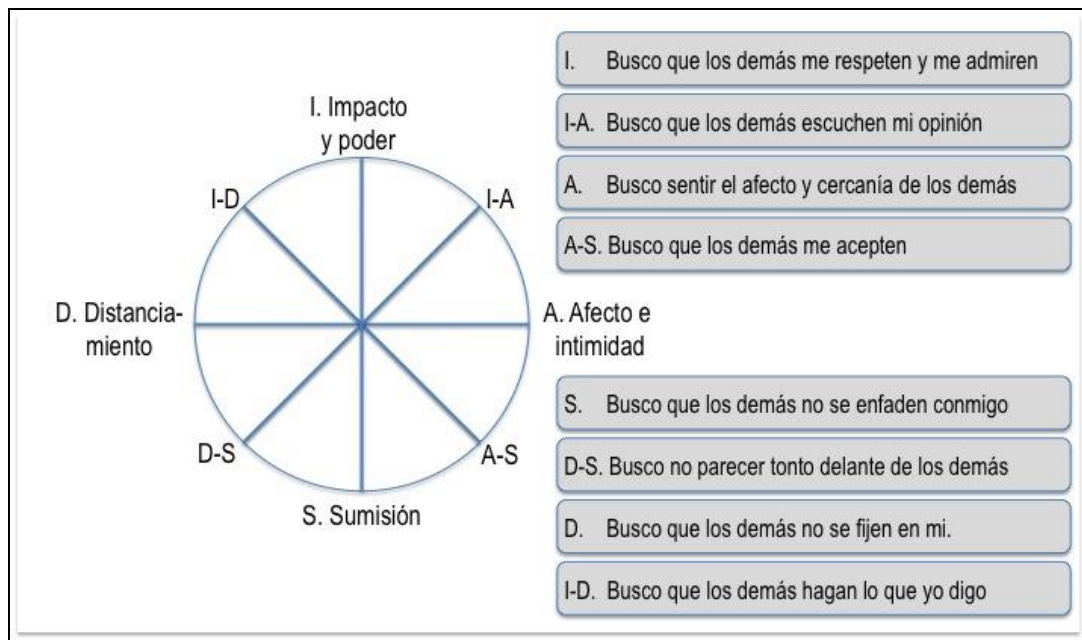 I. Impacto
y poder
I-D
I-A
D. Distancia-
miento
A. Afecto e
intimidad
D-S
A-S
S. Sumisión
I. Busco que los demás me respeten y me admiren
I-A. Busco que los demás escuchen mi opinión
A. Busco sentir el afecto y cercanía de los demás
A-S. Busco que los demás me acepten
S. Busco que los demás no se enfaden conmigo
D-S. Busco no parecer tonto delante de los demás
D. Busco que los demás no se fijen en mi.
I-D. Busco que los demás hagan lo que yo digo